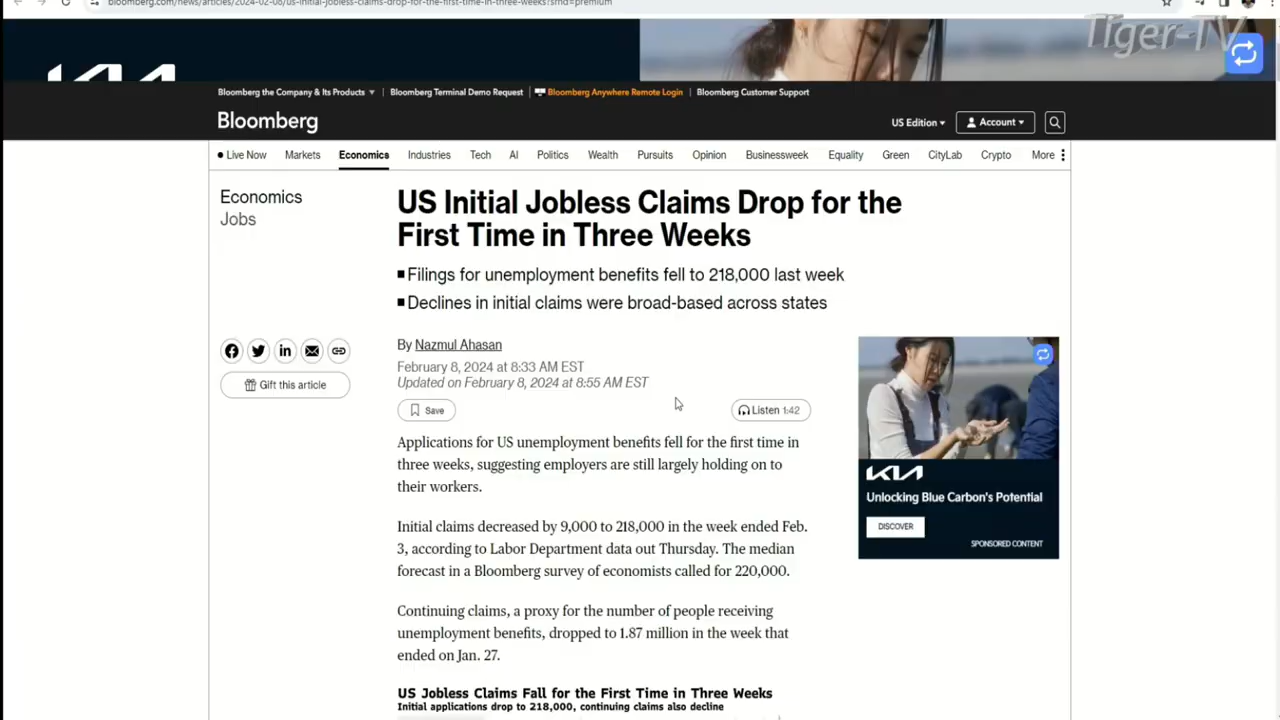 bloomberg.com/news/articles/2024-02-08/us-initial-jobless-claims-drop-for-the-first-time-in-three-weeks?srnd=premium
Tiger-TV
KIA
Bloomberg the Company & Its Products ▾ | Bloomberg Terminal Demo Request | Bloomberg Anywhere Remote Login | Bloomberg Customer Support
Bloomberg
US Edition ▾ Account ▾
Live Now Markets Economics Industries Tech AI Politics Wealth Pursuits Opinion Businessweek Equality Green CityLab Crypto More
Economics
Jobs
US Initial Jobless Claims Drop for the
First Time in Three Weeks
■ Filings for unemployment benefits fell to 218,000 last week
■ Declines in initial claims were broad-based across states
By Nazmul Ahasan
February 8, 2024 at 8:33 AM EST
Updated on February 8, 2024 at 8:55 AM EST
Gift this article
Save
Listen 1:42
Applications for US unemployment benefits fell for the first time in
three weeks, suggesting employers are still largely holding on to
their workers.
Initial claims decreased by 9,000 to 218,000 in the week ended Feb.
3, according to Labor Department data out Thursday. The median
forecast in a Bloomberg survey of economists called for 220,000.
Continuing claims, a proxy for the number of people receiving
unemployment benefits, dropped to 1.87 million in the week that
ended on Jan. 27.
US Jobless Claims Fall for the First Time in Three Weeks
Initial applications drop to 218,000, continuing claims also decline
KIA
Unlocking Blue Carbon's Potential
DISCOVER
SPONSORED CONTENT